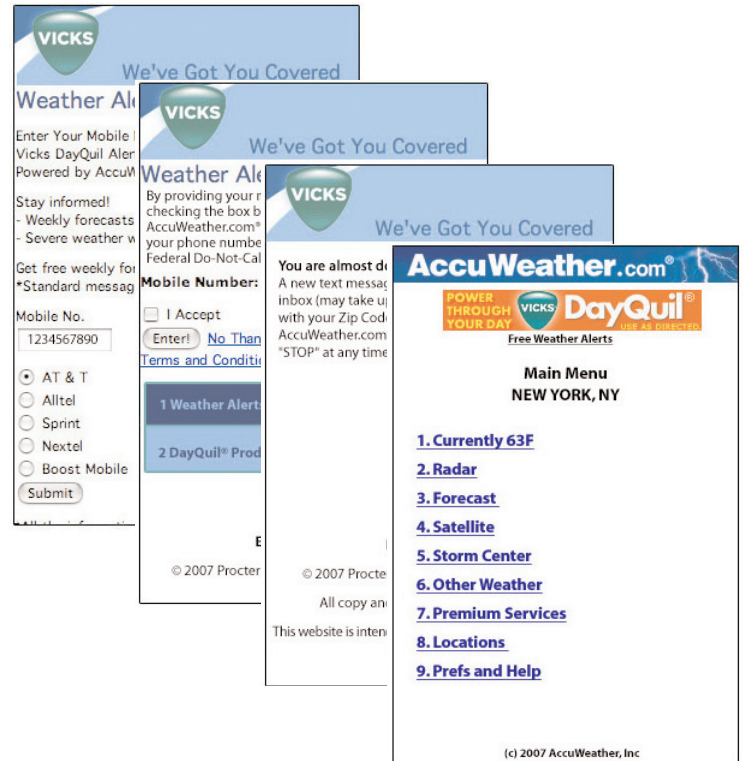 VICKS
We've Got You Covered
Weather Al
Enter Your Mobile
Vicks DayQuil Aler
Powered by AccuW
Stay informed!
- Weekly forecasts
- Severe weather w
Get free weekly for
*Standard messag
Mobile No.
1234567890
AT & T
Alltel
Sprint
Nextel
Boost Mobile
Submit
VICKS
We've Got You Covered
Weather Ale
By providing your
checking the box b
AccuWeather.com®
your phone numbe
Federal Do-Not-Cal
Mobile Number:
I Accept
Enter! No Than
Terms and Conditi
1 Weather Alert
2 DayQuil® Prod
© 2007 Procter
VICKS
We've Got You Covered
You are almost d
A new text messag
inbox (may take u
with your Zip Cod
AccuWeather.com
"STOP" at any time
© 2007 Procte
All copy an
This website is inten
AccuWeather.com®
POWER
THROUGH
YOUR DAY
VICKS DayQuil®
USE AS DIRECTED.
Free Weather Alerts
Main Menu
NEW YORK, NY
1. Currently 63F
2. Radar
3. Forecast
4. Satellite
5. Storm Center
6. Other Weather
7. Premium Services
8. Locations
9. Prefs and Help
(c) 2007 AccuWeather, Inc